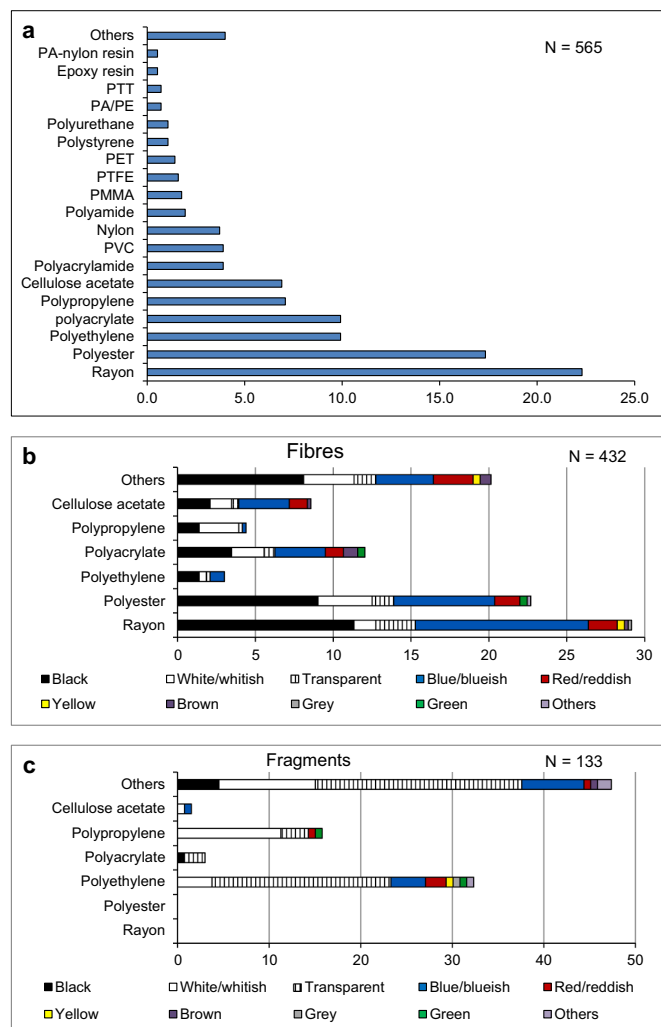 a
N = 565
Others
PA-nylon resin
Epoxy resin
PTT
PA/PE
Polyurethane
Polystyrene
PET
PTFE
PMMA
Polyamide
Nylon
PVC
Polyacrylamide
Cellulose acetate
Polypropylene
polyacrylate
Polyethylene
Polyester
Rayon
0.0 5.0 10.0 15.0 20.0 25.0
b Fibres N = 432
Others
Cellulose acetate
Polypropylene
Polyacrylate
Polyethylene
Polyester
Rayon
0 5 10 15 20 25 30
Black White/whitish Transparent Blue/blueish Red/reddish
Yellow Brown Grey Green Others
c Fragments N = 133
Others
Cellulose acetate
Polypropylene
Polyacrylate
Polyethylene
Polyester
Rayon
0 10 20 30 40 50
Black White/whitish Transparent Blue/blueish Red/reddish
Yellow Brown Grey Green Others